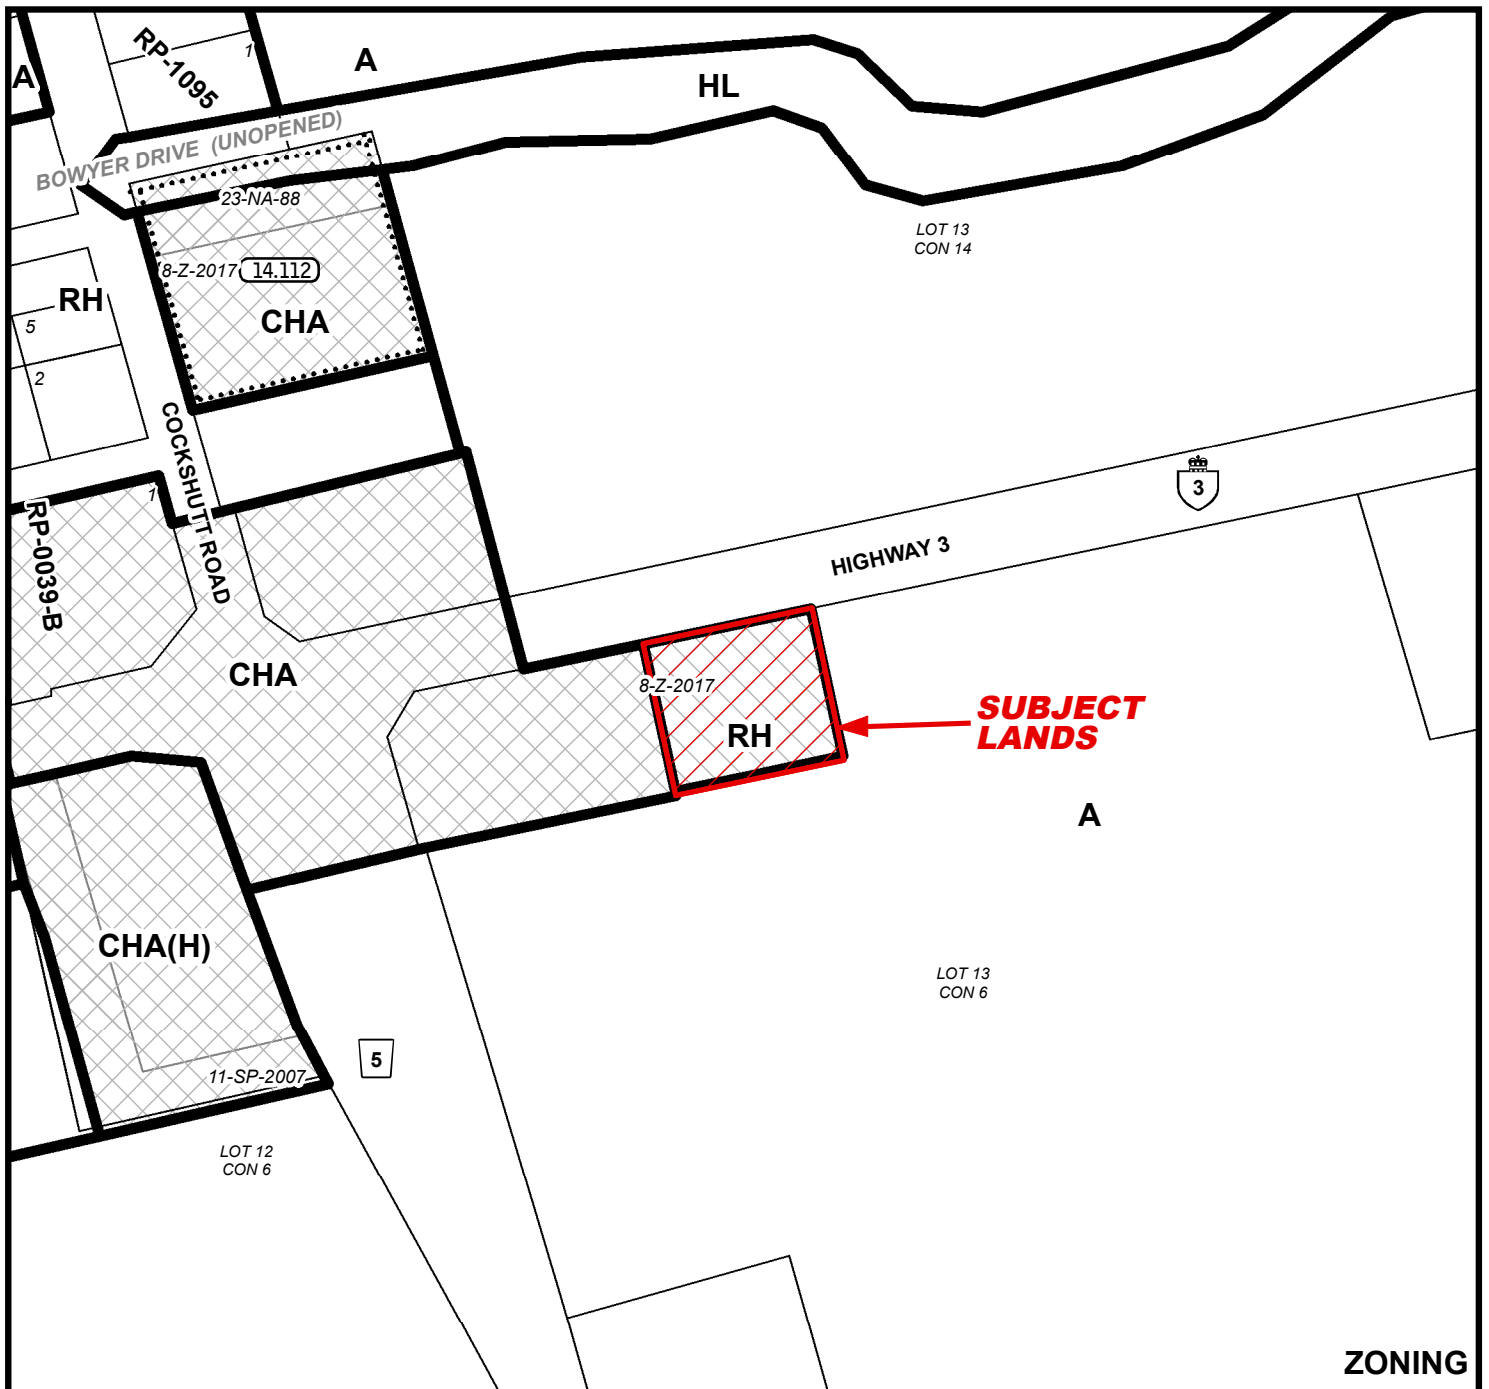 A
RP-1095
1
A
HL
BOWYER DRIVE (UNOPENED)
23-NA-88
LOT 13
CON 14
8-Z-2017
14.112
RH
CHA
5
2
COCKSHUTT ROAD
1
3
RP-0039-B
HIGHWAY 3
CHA
8-Z-2017
RH
SUBJECT
LANDS
A
CHA(H)
LOT 13
CON 6
5
11-SP-2007
LOT 12
CON 6
ZONING